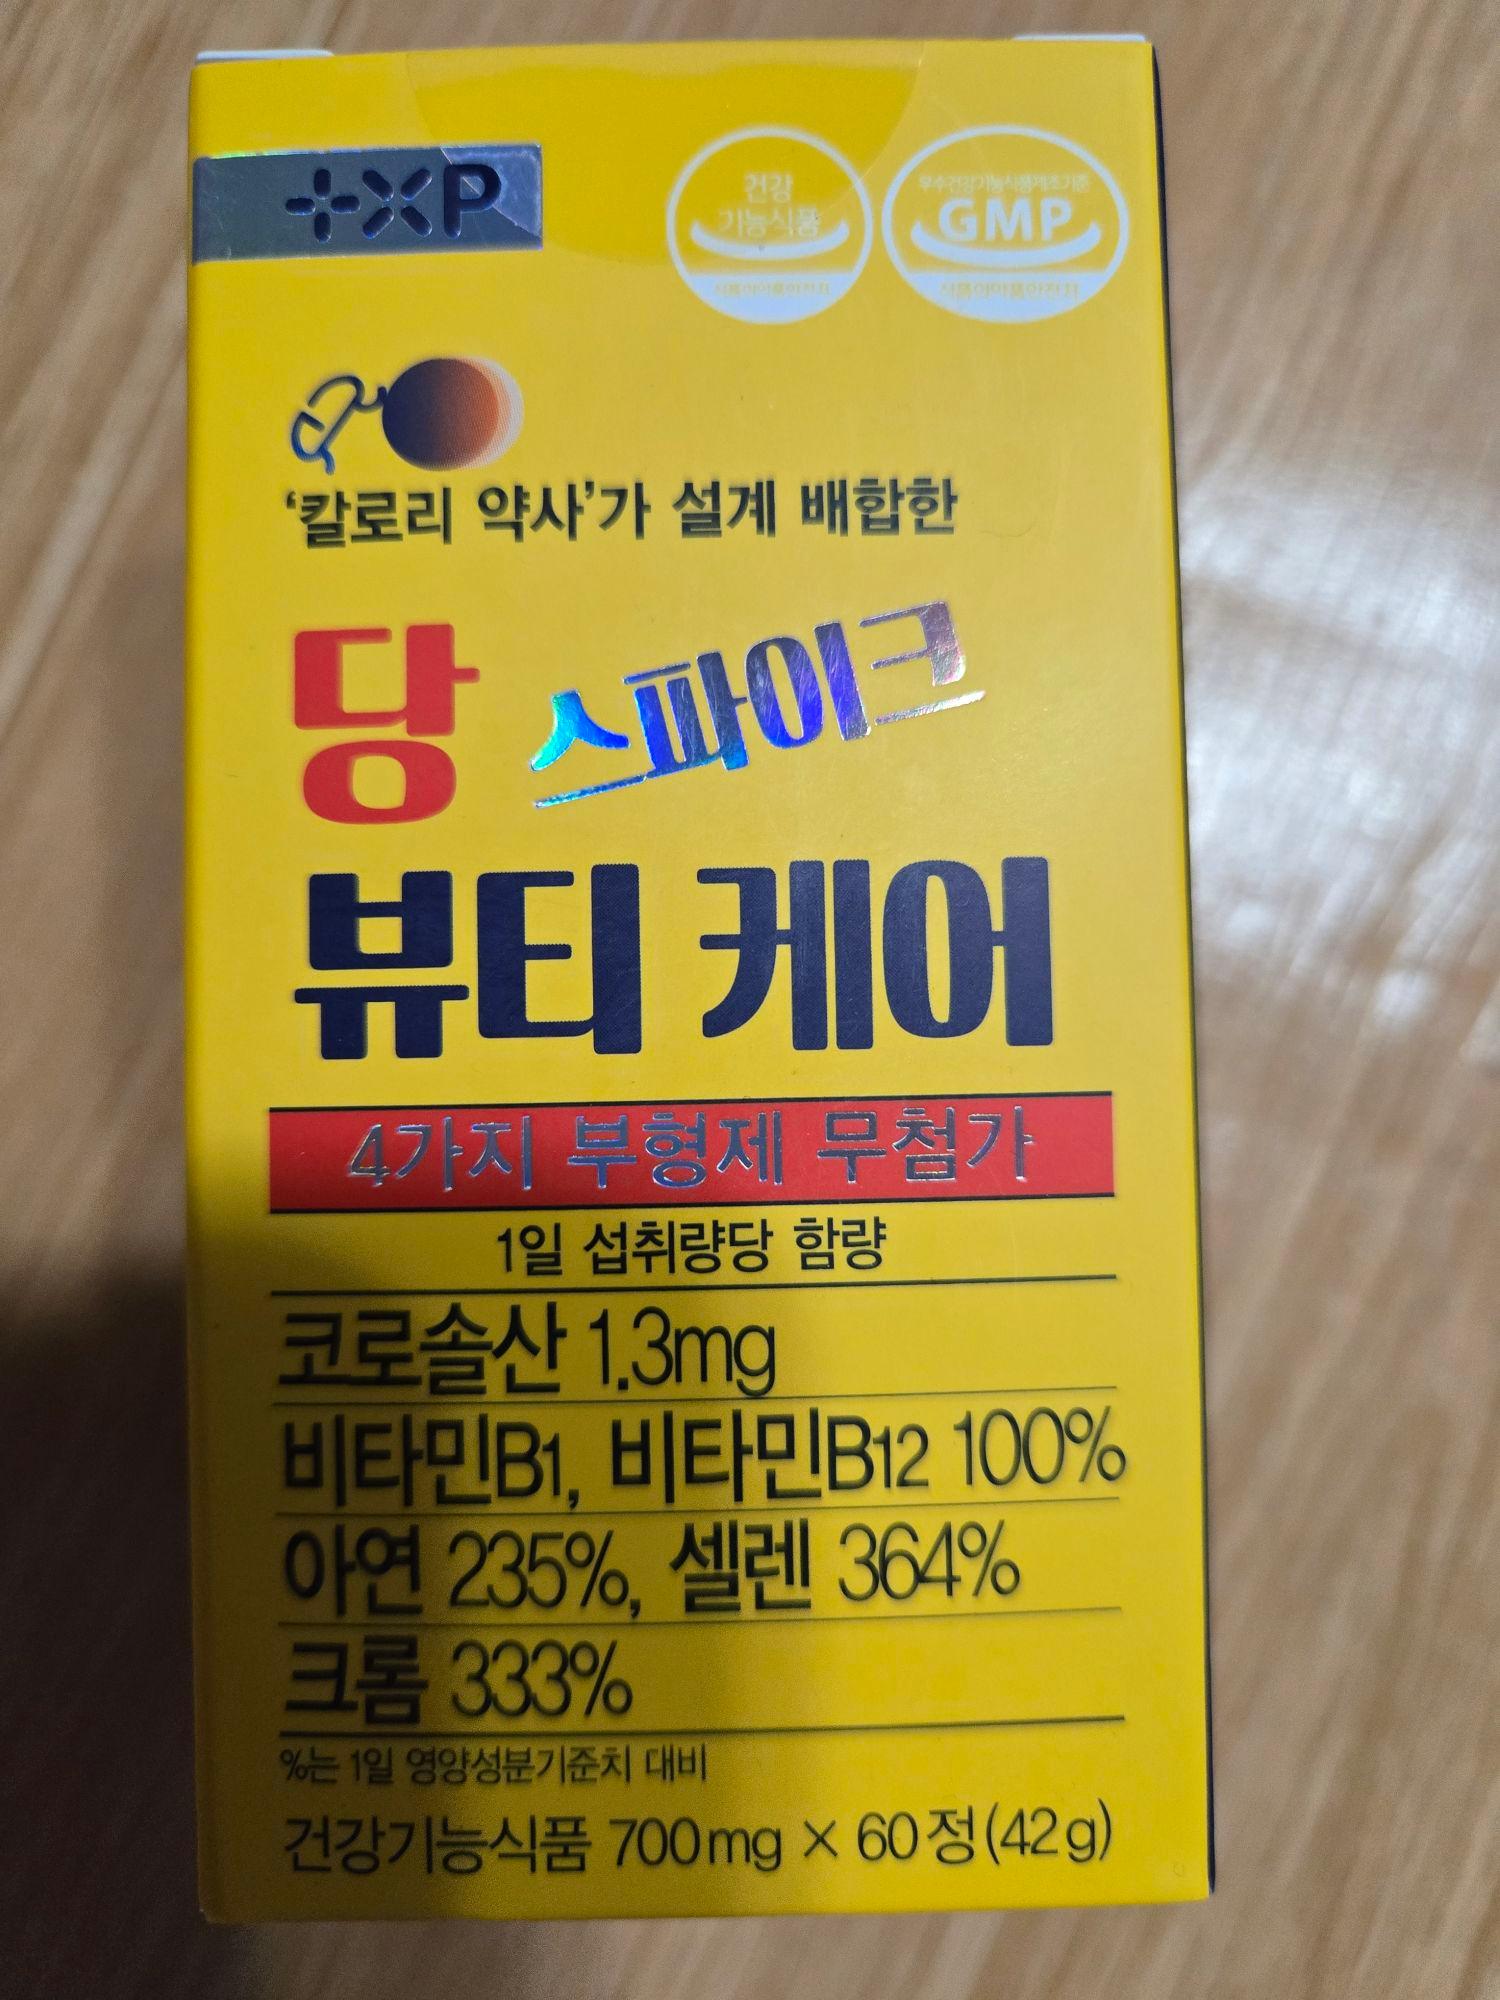 +×P
건강
기능식품
식품의약품안전처
우수건강기능식품제조기준
GMP
식품의약품안전처
‘칼로리 약사’가 설계 배합한
당 스파이크
뷰티 케어
4가지 부형제 무첨가
1일 섭취량당 함량
코로솔산 1.3mg
비타민B1, 비타민B12 100%
아연 235%, 셀렌 364%
크롬 333%
%는 1일 영양성분기준치 대비
건강기능식품 700mg × 60정(42g)